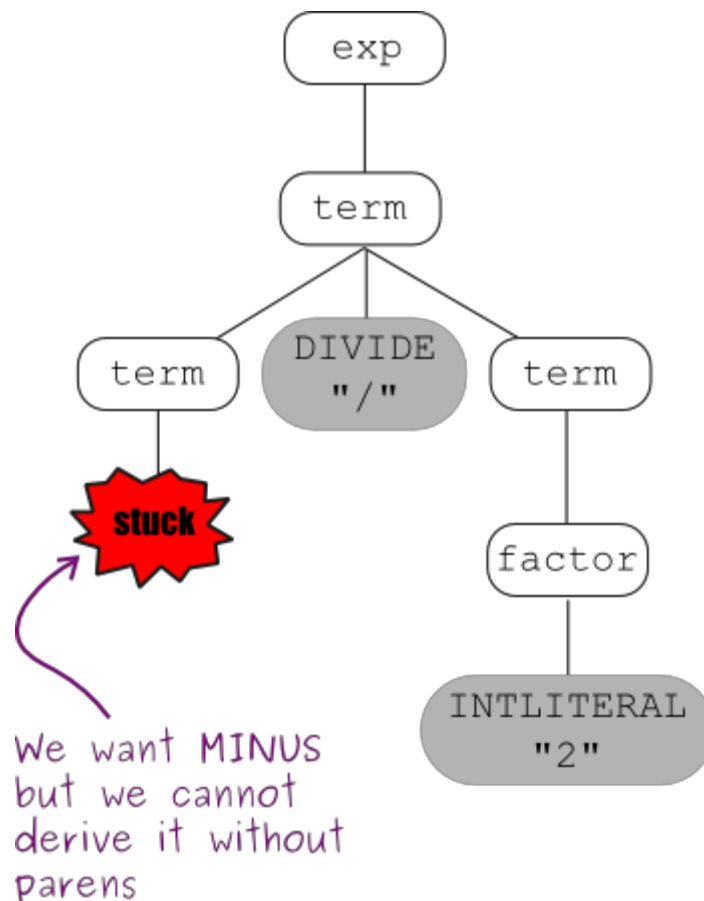 exp
term
term
DIVIDE
"/"
term
stuck
factor
INTLITERAL
"2"
We want MINUS
but we cannot
derive it without
parens